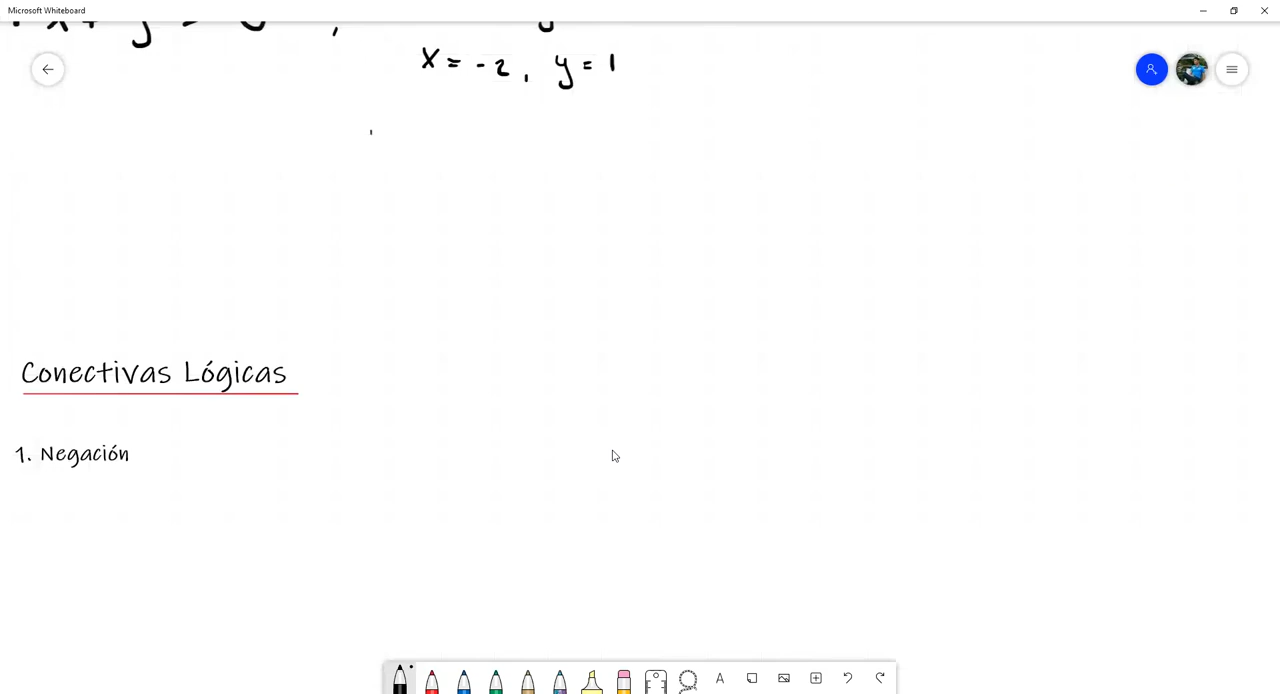 Microsoft Whiteboard
x = -2, y = 1
Conectivas Lógicas
1. Negación